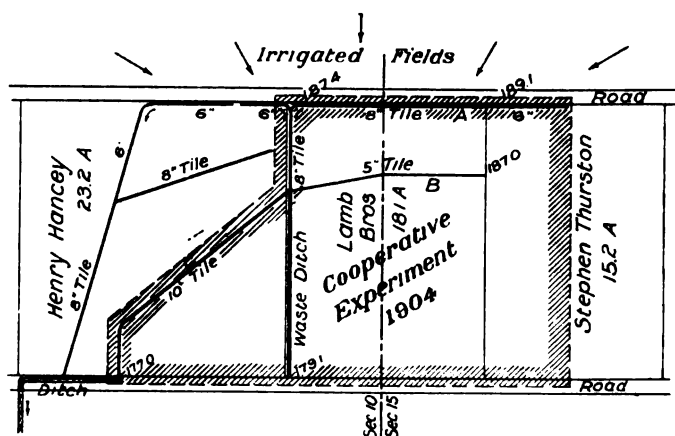 Irrigated Fields
1874
1891
Road
6" 6" 8" Tile A 6"
6"
8" Tile
8" Tile
5" Tile
1870
B
Henry Hancey
23.2 A
8" Tile
10" Tile
Waste Ditch
Lamb
Bros
181 A
Cooperative
Experiment
1904
Stephen Thurston
15.2 A
1770
1791
Ditch
Road
Sec 10
Sec 15